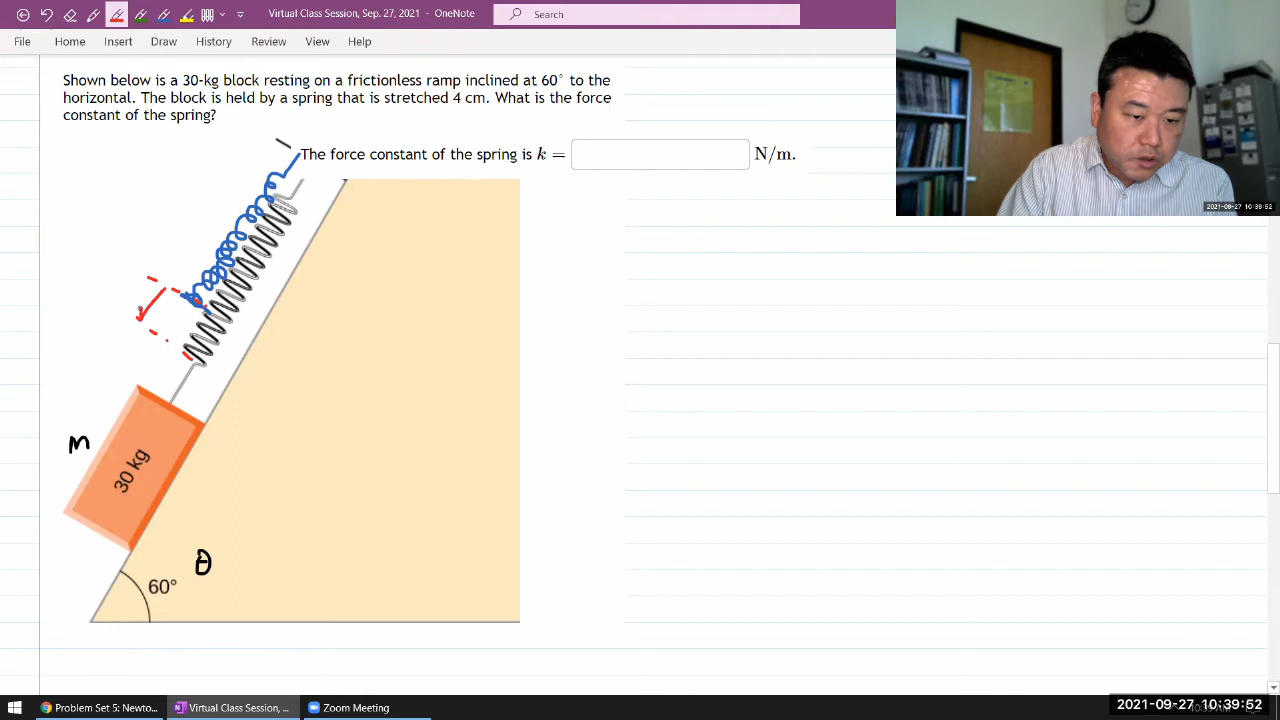 Virtual Class Session, Sep. 27, 2021 - OneNote
Search
File Home Insert Draw History Review View Help
Shown below is a 30-kg block resting on a frictionless ramp inclined at 60° to the
horizontal. The block is held by a spring that is stretched 4 cm. What is the force
constant of the spring?
The force constant of the spring is k = N/m.
m
30 kg
θ
60°
2021-09-27 10:39:52
Problem Set 5: Newto...
Virtual Class Session, ...
Zoom Meeting
2021-09-27 10:39:52